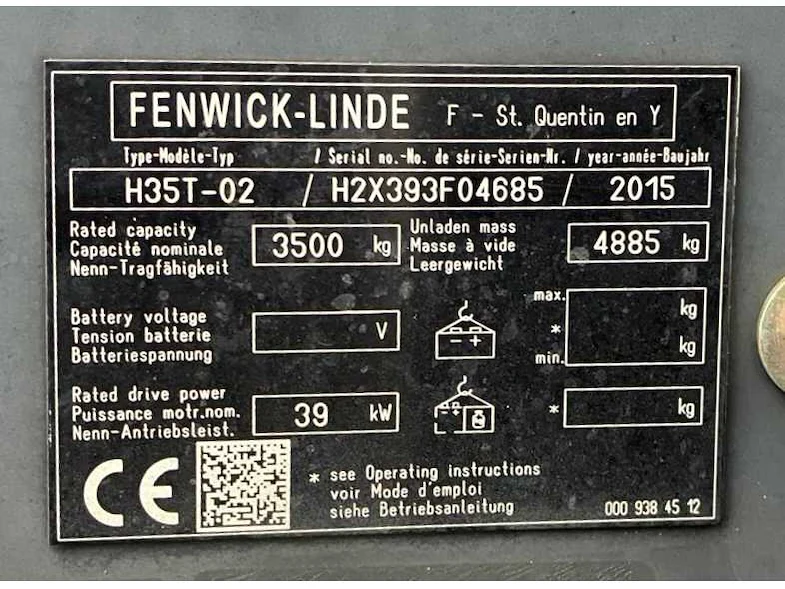 FENWICK-LINDE F - St. Quentin en Y
Type-Modèle-Typ / Serial no.-No. de série-Serien-Nr. / year-année-Baujahr
H35T-02 / H2X393F04685 / 2015
Rated capacity
Capacité nominale
Nenn-Tragfähigkeit
3500 kg
Unladen mass
Masse à vide
Leergewicht
4885 kg
Battery voltage
Tension batterie
Batteriespannung
V
- +
max. kg
*
min. kg
Rated drive power
Puissance motr.nom.
Nenn-Antriebsleist.
39 kW
* kg
CE
* see Operating instructions
voir Mode d'emploi
siehe Betriebsanleitung
000 938 45 12